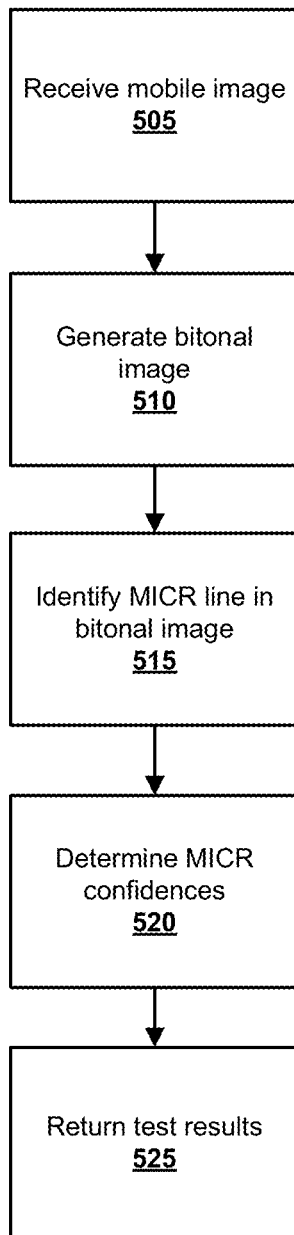 Receive mobile image
505
Generate bitonal
image
510
Identify MICR line in
bitonal image
515
Determine MICR
confidences
520
Return test results
525